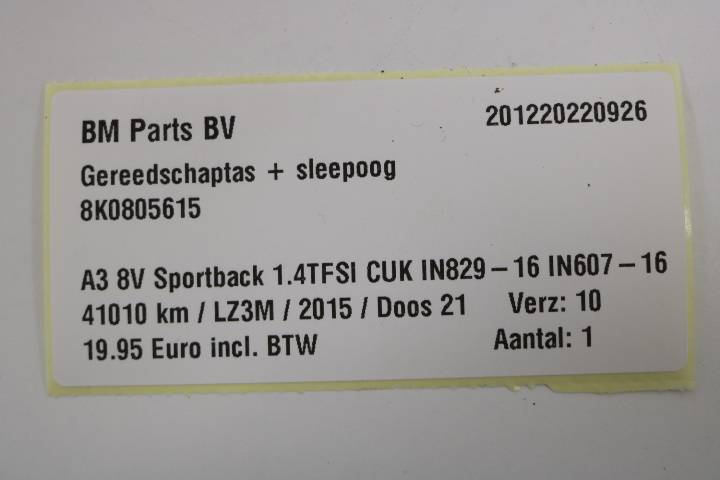 BM Parts BV 201220220926
Gereedschaptas + sleepoog
8K0805615
A3 8V Sportback 1.4TFSI CUK IN829-16 IN607-16
41010 km / LZ3M / 2015 / Doos 21 Verz: 10
19.95 Euro incl. BTW Aantal: 1